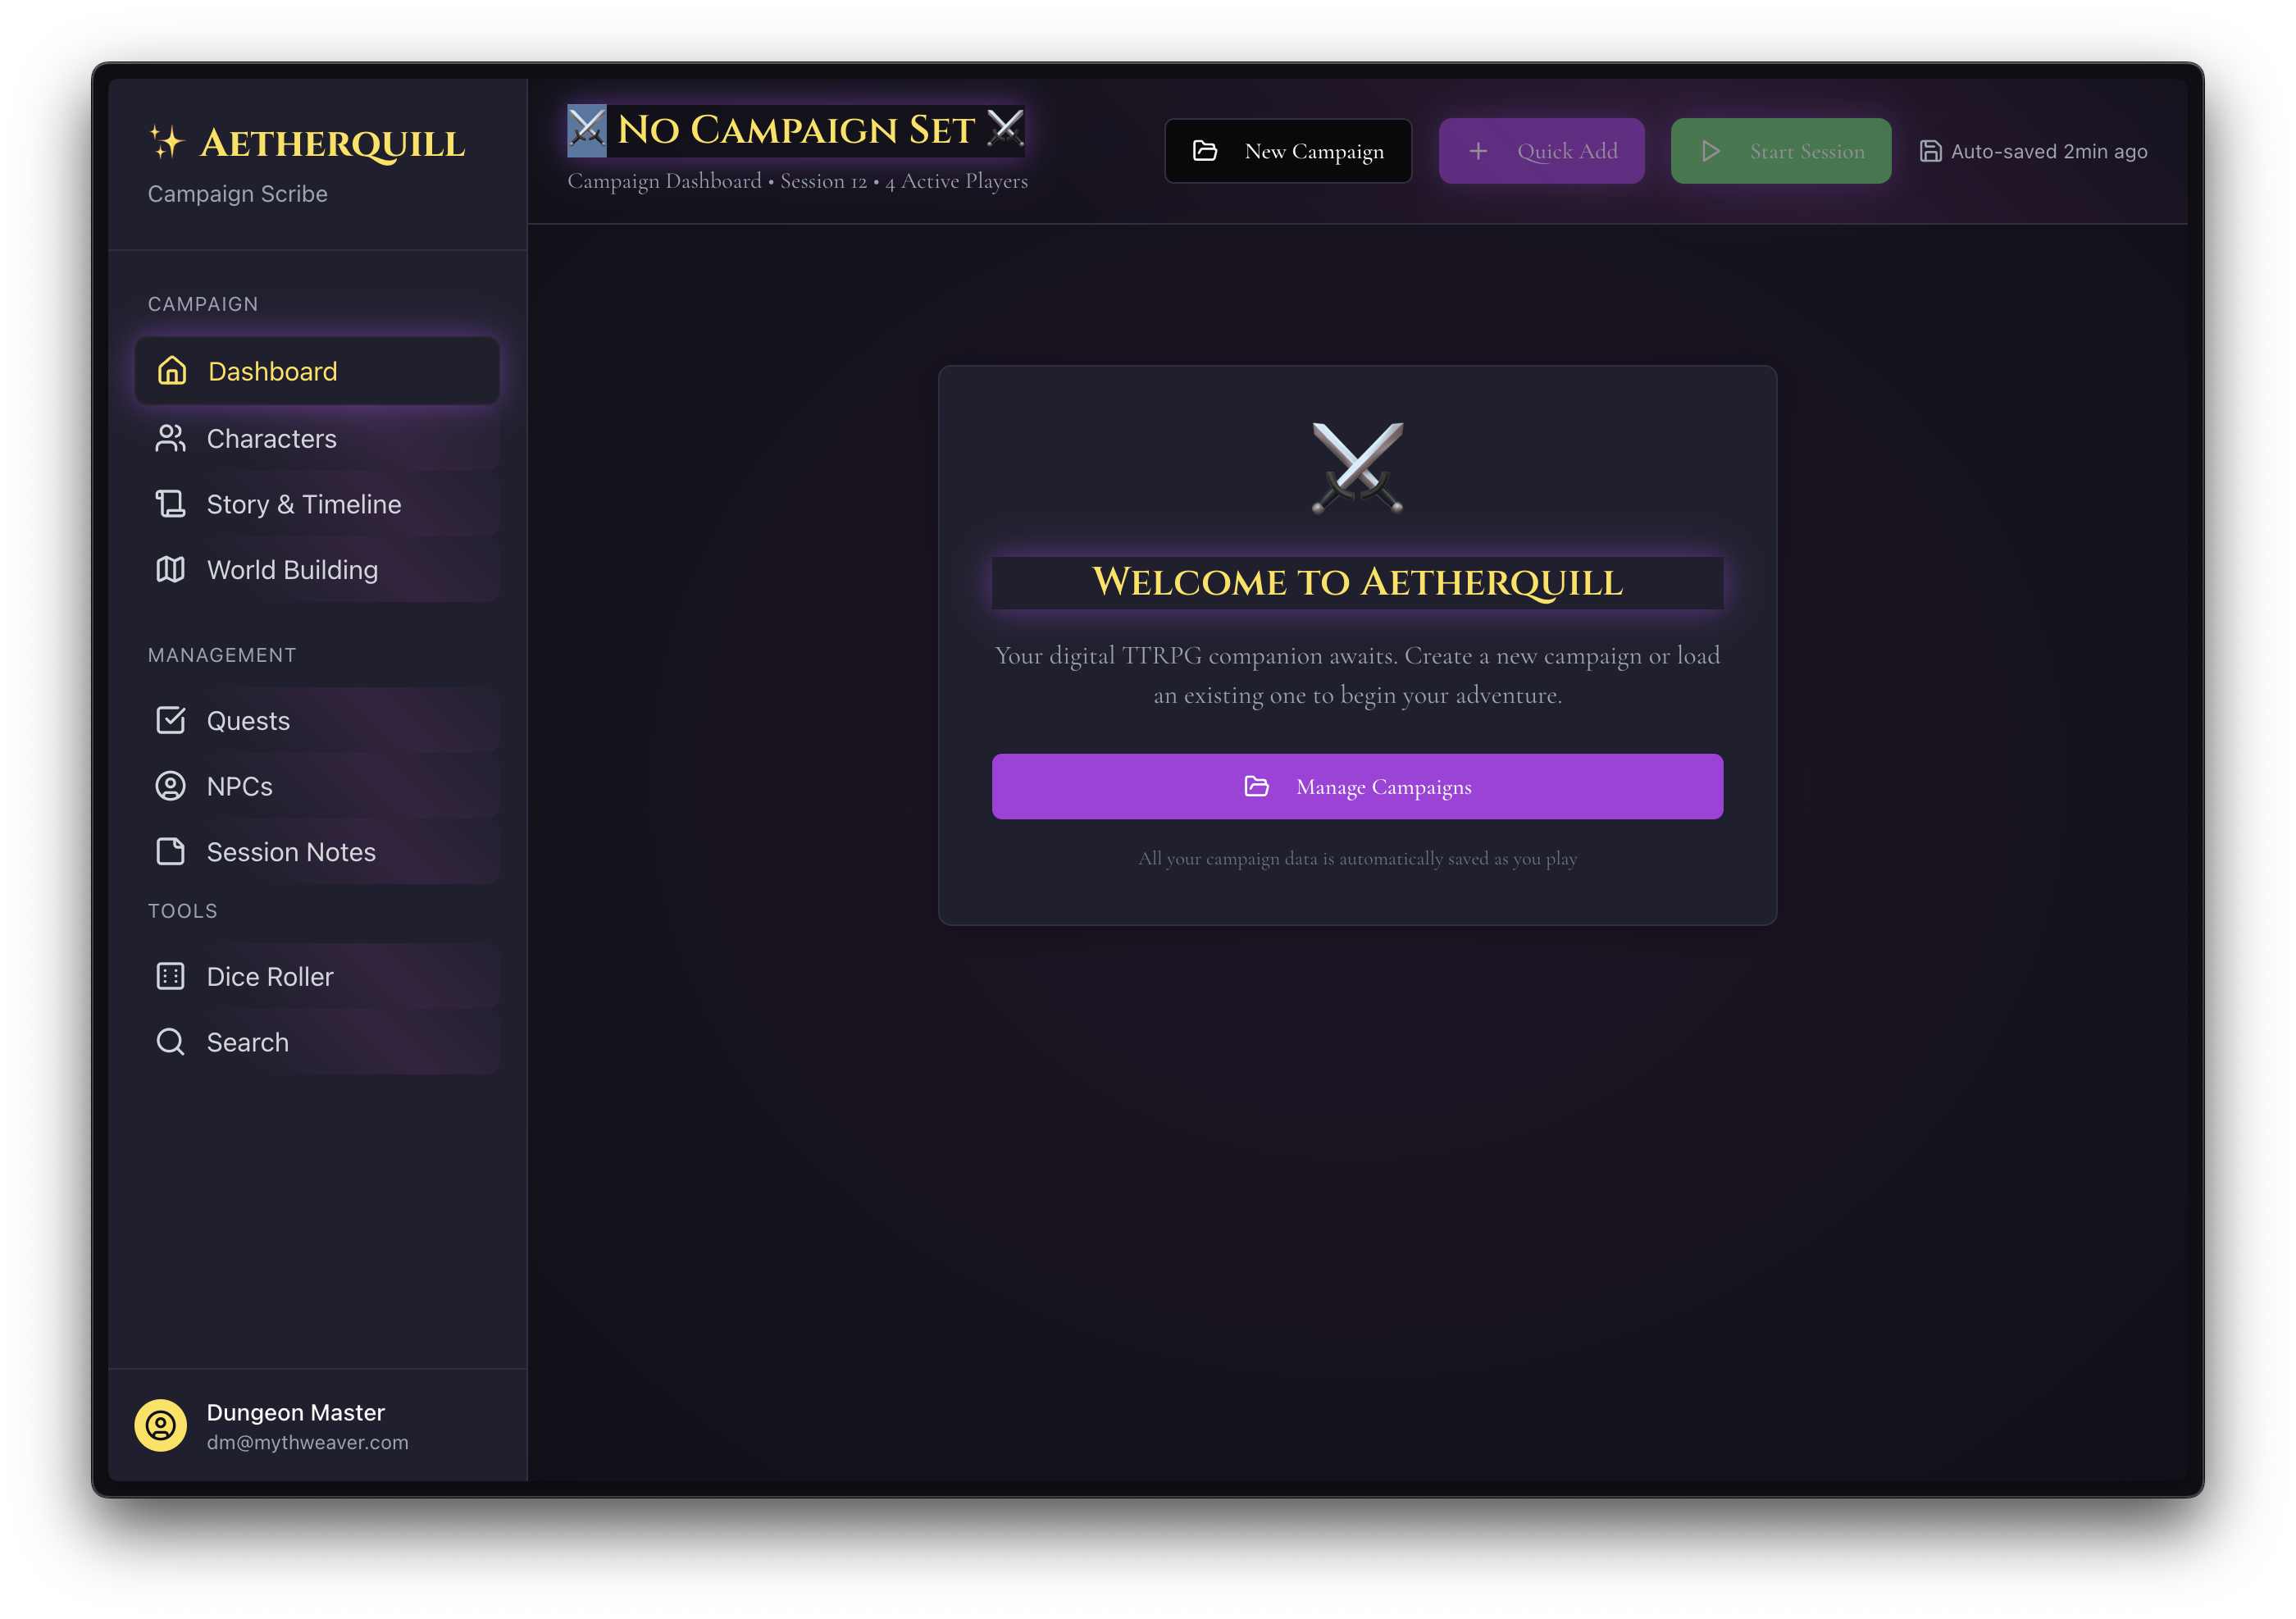 ✨ AETHERQUILL
Campaign Scribe
CAMPAIGN
Dashboard
Characters
Story & Timeline
World Building
MANAGEMENT
Quests
NPCs
Session Notes
TOOLS
Dice Roller
Search
Dungeon Master
dm@mythweaver.com
⚔️ No Campaign Set ⚔️
Campaign Dashboard • Session 12 • 4 Active Players
New Campaign
Quick Add
Start Session
Auto-saved 2min ago
Welcome to Aetherquill
Your digital TTRPG companion awaits. Create a new campaign or load
an existing one to begin your adventure.
Manage Campaigns
All your campaign data is automatically saved as you play